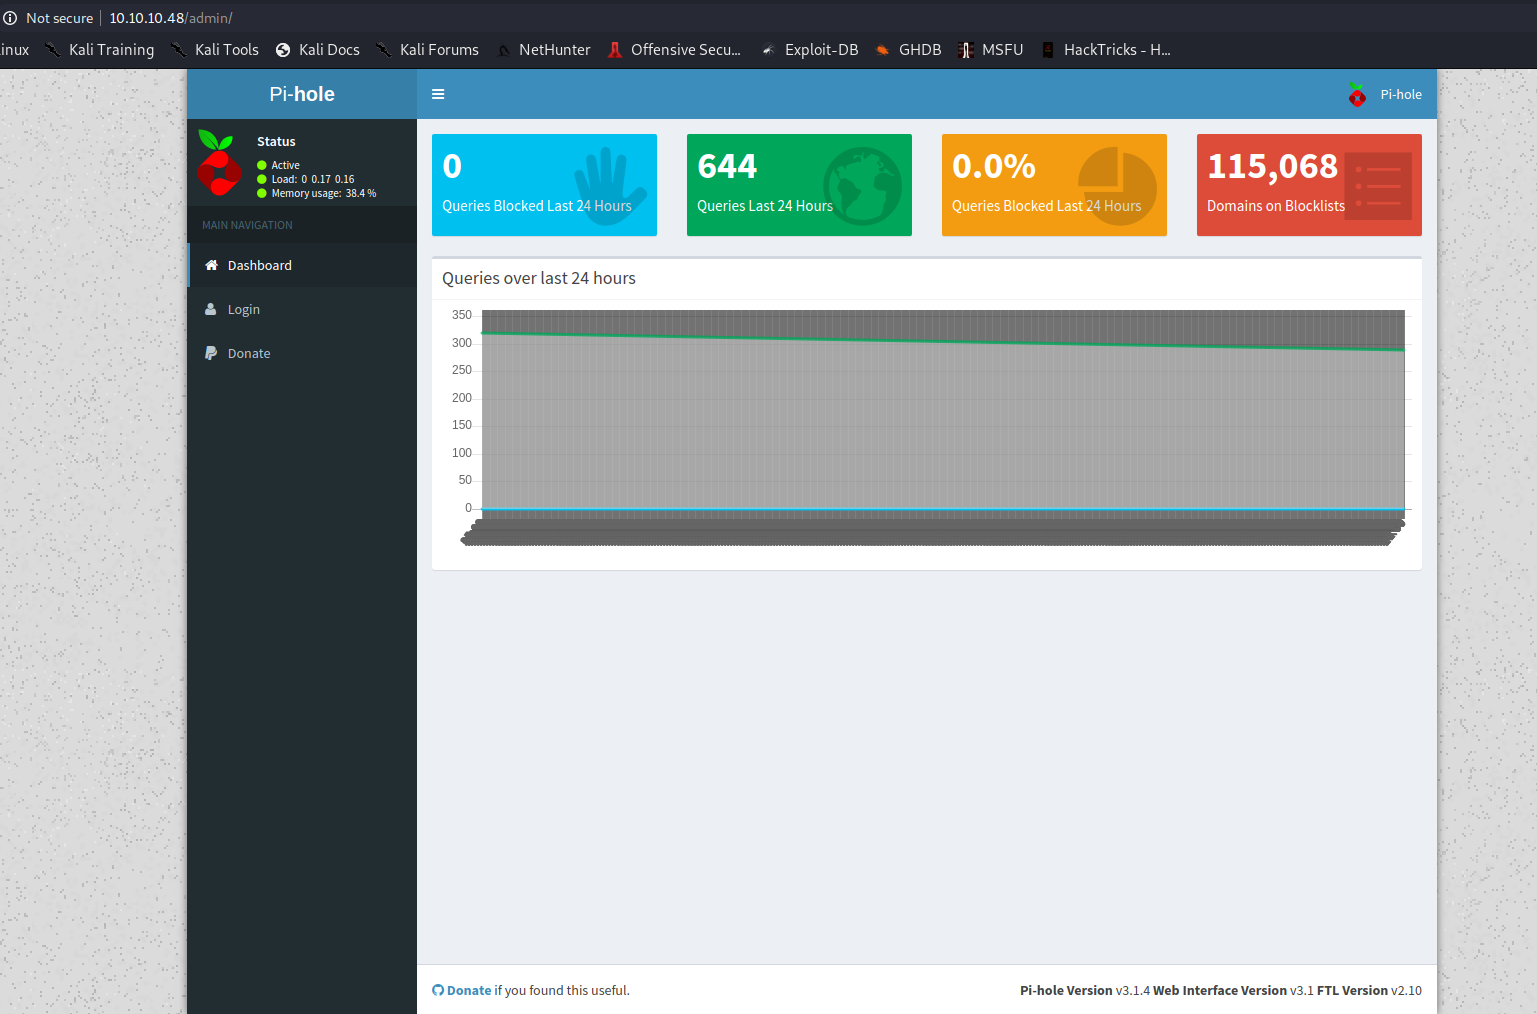 Not secure | 10.10.10.48/admin/
inux Kali Training Kali Tools Kali Docs Kali Forums NetHunter Offensive Secu... Exploit-DB GHDB MSFU HackTricks - H...
Pi-hole
Pi-hole
Status
Active
Load: 0 0.17 0.16
Memory usage: 38.4 %
MAIN NAVIGATION
Dashboard
Login
Donate
0
Queries Blocked Last 24 Hours
644
Queries Last 24 Hours
0.0%
Queries Blocked Last 24 Hours
115,068
Domains on Blocklists
Queries over last 24 hours
350
300
250
200
150
100
50
0
Donate if you found this useful.
Pi-hole Version v3.1.4 Web Interface Version v3.1 FTL Version v2.10